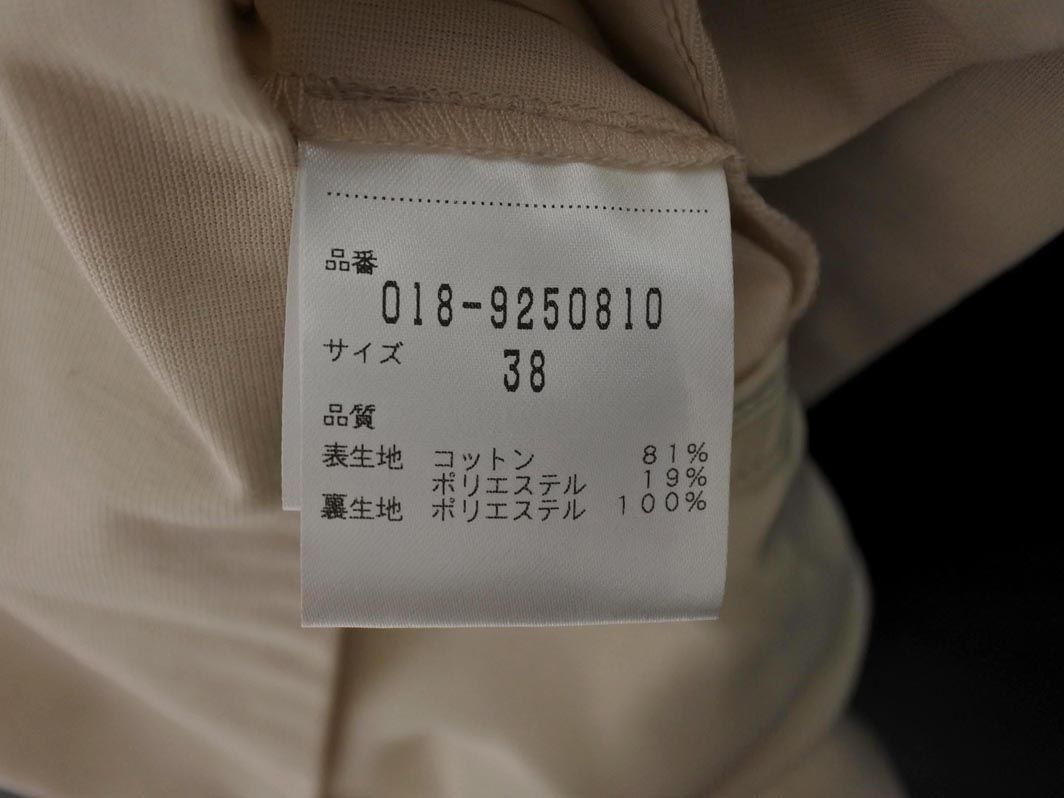 品番
018-9250810
サイズ 38
品質
表生地 コットン 81%
ポリエステル 19%
裏生地 ポリエステル 100%